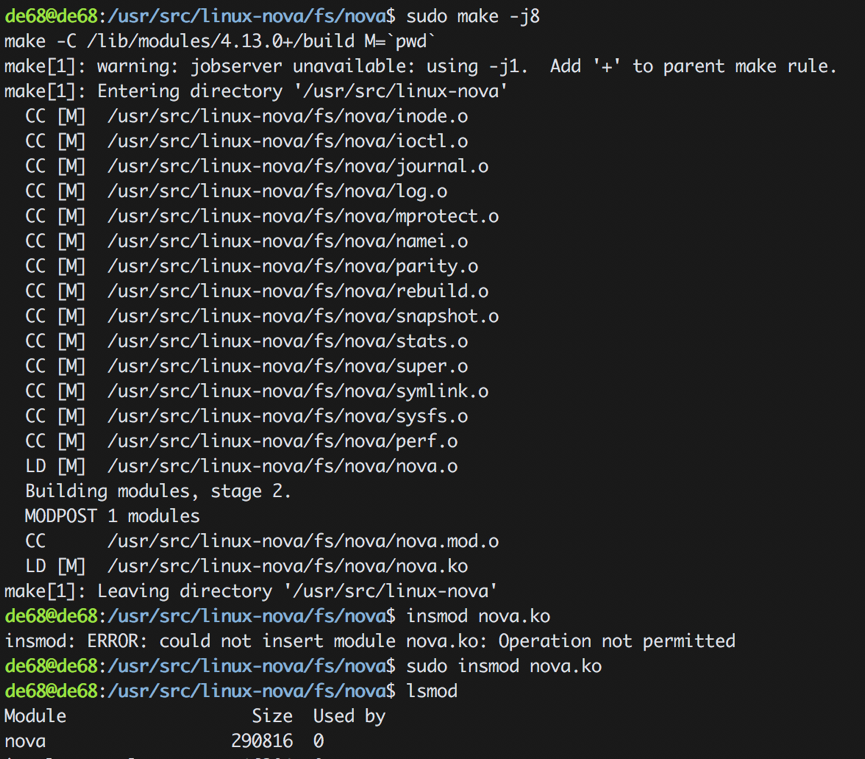 de68@de68:/usr/src/linux-nova/fs/nova$ sudo make -j8
make -C /lib/modules/4.13.0+/build M=`pwd`
make[1]: warning: jobserver unavailable: using -j1.  Add '+' to parent make rule.
make[1]: Entering directory '/usr/src/linux-nova'
  CC [M]  /usr/src/linux-nova/fs/nova/inode.o
  CC [M]  /usr/src/linux-nova/fs/nova/ioctl.o
  CC [M]  /usr/src/linux-nova/fs/nova/journal.o
  CC [M]  /usr/src/linux-nova/fs/nova/log.o
  CC [M]  /usr/src/linux-nova/fs/nova/mprotect.o
  CC [M]  /usr/src/linux-nova/fs/nova/namei.o
  CC [M]  /usr/src/linux-nova/fs/nova/parity.o
  CC [M]  /usr/src/linux-nova/fs/nova/rebuild.o
  CC [M]  /usr/src/linux-nova/fs/nova/snapshot.o
  CC [M]  /usr/src/linux-nova/fs/nova/stats.o
  CC [M]  /usr/src/linux-nova/fs/nova/super.o
  CC [M]  /usr/src/linux-nova/fs/nova/symlink.o
  CC [M]  /usr/src/linux-nova/fs/nova/sysfs.o
  CC [M]  /usr/src/linux-nova/fs/nova/perf.o
  LD [M]  /usr/src/linux-nova/fs/nova/nova.o
  Building modules, stage 2.
  MODPOST 1 modules
  CC      /usr/src/linux-nova/fs/nova/nova.mod.o
  LD [M]  /usr/src/linux-nova/fs/nova/nova.ko
make[1]: Leaving directory '/usr/src/linux-nova'
de68@de68:/usr/src/linux-nova/fs/nova$ insmod nova.ko
insmod: ERROR: could not insert module nova.ko: Operation not permitted
de68@de68:/usr/src/linux-nova/fs/nova$ sudo insmod nova.ko
de68@de68:/usr/src/linux-nova/fs/nova$ lsmod
Module                  Size  Used by
nova                  290816  0